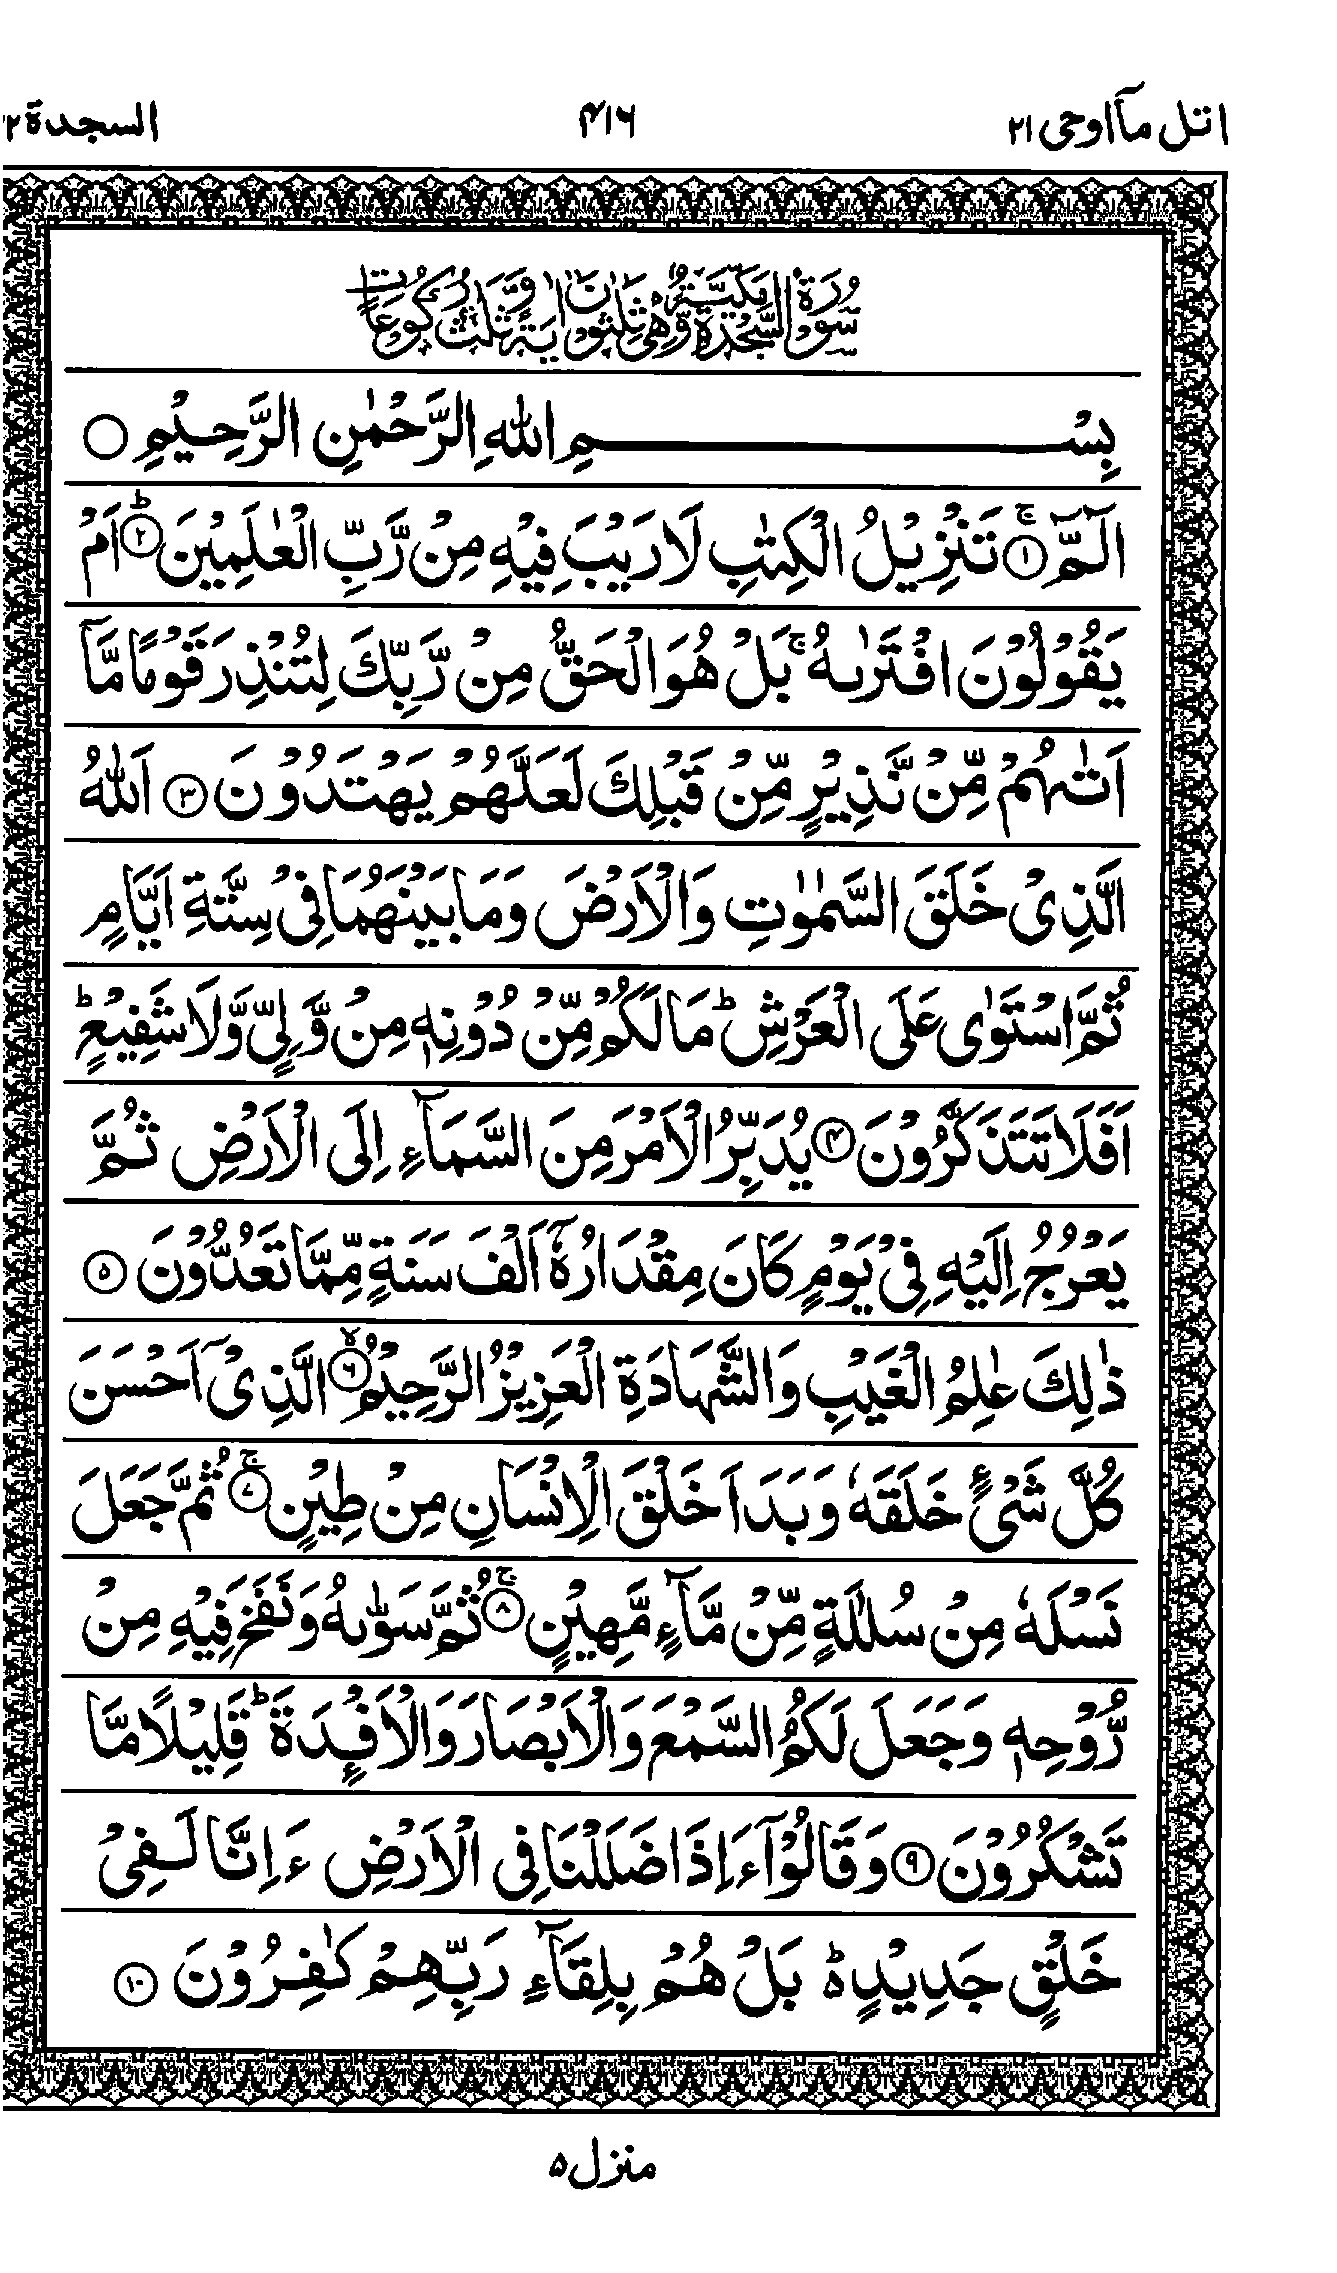 اتل مآ اوحی ۲۱
۴۱۶
السجدة ۳۲
سُوْرَةُ السَّجْدَةِ مَكِّيَّةٌ وَّهِيَ ثَلٰثُوْنَ اٰيَةً وَّثَلٰثُ رُكُوْعَاتٍ
بِسْمِ اللّٰهِ الرَّحْمٰنِ الرَّحِيْمِ ۝
الٓمّٓ ۚ‏﴿۱﴾ تَنْزِيْلُ الْكِتٰبِ لَا رَيْبَ فِيْهِ مِنْ رَّبِّ الْعٰلَمِيْنَ ؕ‏﴿۲﴾ اَمْ
يَقُوْلُوْنَ افْتَرٰىهُ ۚ بَلْ هُوَ الْحَقُّ مِنْ رَّبِّكَ لِتُنْذِرَ قَوْمًا مَّآ
اَتٰىهُمْ مِّنْ نَّذِيْرٍ مِّنْ قَبْلِكَ لَعَلَّهُمْ يَهْتَدُوْنَ ﴿۳﴾ اَللّٰهُ
الَّذِىْ خَلَقَ السَّمٰوٰتِ وَالْاَرْضَ وَمَا بَيْنَهُمَا فِىْ سِتَّةِ اَيَّامٍ
ثُمَّ اسْتَوٰى عَلَى الْعَرْشِ ؕ مَا لَكُمْ مِّنْ دُوْنِهٖ مِنْ وَّلِىٍّ وَّلَا شَفِيْعٍ ؕ
اَفَلَا تَتَذَكَّرُوْنَ ﴿۴﴾ يُدَبِّرُ الْاَمْرَ مِنَ السَّمَآءِ اِلَى الْاَرْضِ ثُمَّ
يَعْرُجُ اِلَيْهِ فِىْ يَوْمٍ كَانَ مِقْدَارُهٗٓ اَلْفَ سَنَةٍ مِّمَّا تَعُدُّوْنَ ﴿۵﴾
ذٰلِكَ عٰلِمُ الْغَيْبِ وَالشَّهَادَةِ الْعَزِيْزُ الرَّحِيْمُ ۙ‏﴿۶﴾ الَّذِىْٓ اَحْسَنَ
كُلَّ شَىْءٍ خَلَقَهٗ وَبَدَاَ خَلْقَ الْاِنْسَانِ مِنْ طِيْنٍ ۚ‏﴿۷﴾ ثُمَّ جَعَلَ
نَسْلَهٗ مِنْ سُلٰلَةٍ مِّنْ مَّآءٍ مَّهِيْنٍ ۚ‏﴿۸﴾ ثُمَّ سَوّٰىهُ وَنَفَخَ فِيْهِ مِنْ
رُّوْحِهٖ وَجَعَلَ لَكُمُ السَّمْعَ وَالْاَبْصَارَ وَالْاَفْـِٕدَةَ ؕ قَلِيْلًا مَّا
تَشْكُرُوْنَ ﴿۹﴾ وَقَالُوْٓا ءَاِذَا ضَلَلْنَا فِى الْاَرْضِ ءَاِنَّا لَفِىْ
خَلْقٍ جَدِيْدٍ ؕ۬ بَلْ هُمْ بِلِقَآءِ رَبِّهِمْ كٰفِرُوْنَ ﴿۱۰﴾
منزل ۵